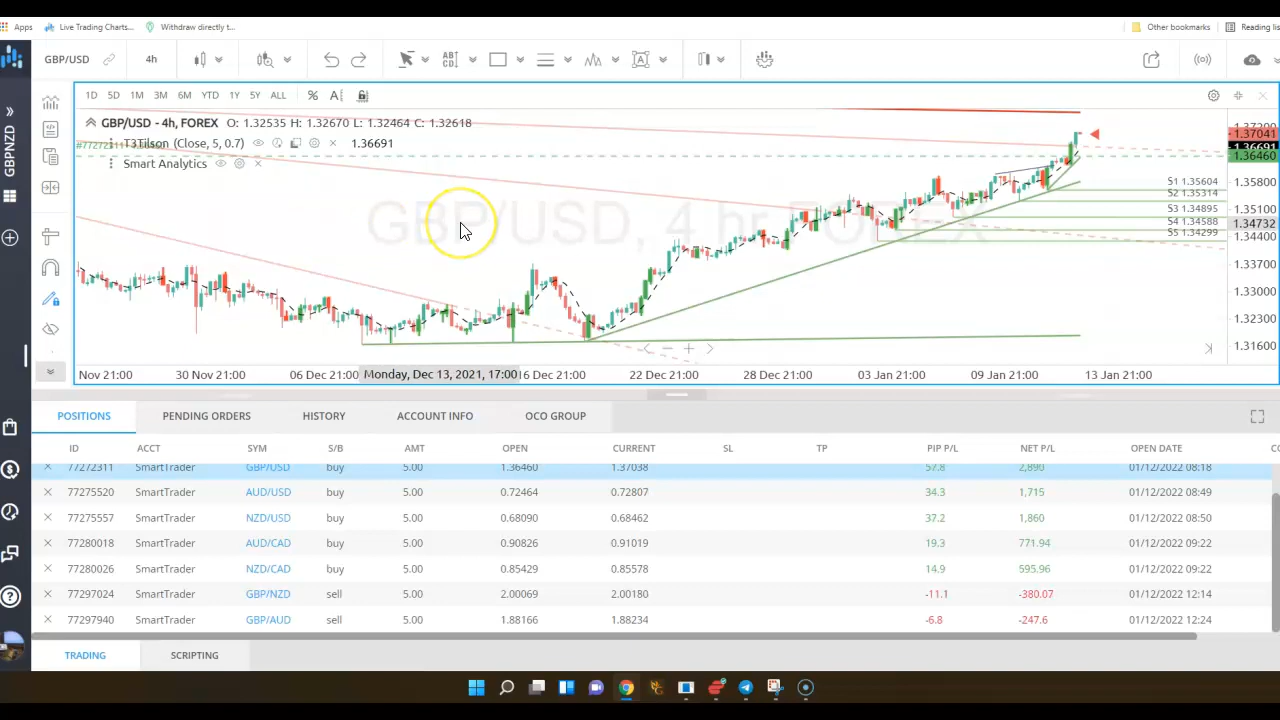 Apps Live Trading Charts... Withdraw directly t... Other bookmarks Reading lis
GBP/USD 4h
1D 5D 1M 3M 6M YTD 1Y 5Y ALL
GBP/USD - 4h, FOREX O: 1.32535 H: 1.32670 L: 1.32464 C: 1.32618
T3Tilson (Close, 5, 0.7) 1.36691
Smart Analytics
GBP/USD, 4 hr FOREX
GBPNZD
1.37200
1.37041
1.36691
1.36460
1.35800
1.35100
1.34732
1.34400
1.33700
1.33000
1.32300
1.31600
S1 1.35604
S2 1.35314
S3 1.34895
S4 1.34588
S5 1.34299
Nov 21:00 30 Nov 21:00 06 Dec 21:00 Monday, Dec 13, 2021, 17:00 16 Dec 21:00 22 Dec 21:00 28 Dec 21:00 03 Jan 21:00 09 Jan 21:00 13 Jan 21:00
POSITIONS PENDING ORDERS HISTORY ACCOUNT INFO OCO GROUP
ID ACCT SYM S/B AMT OPEN CURRENT SL TP PIP P/L NET P/L OPEN DATE CO
77272311 SmartTrader GBP/USD buy 5.00 1.36460 1.37038 57.8 2,890 01/12/2022 08:18
77275520 SmartTrader AUD/USD buy 5.00 0.72464 0.72807 34.3 1,715 01/12/2022 08:49
77275557 SmartTrader NZD/USD buy 5.00 0.68090 0.68462 37.2 1,860 01/12/2022 08:50
77280018 SmartTrader AUD/CAD buy 5.00 0.90826 0.91019 19.3 771.94 01/12/2022 09:22
77280026 SmartTrader NZD/CAD buy 5.00 0.85429 0.85578 14.9 595.96 01/12/2022 09:22
77297024 SmartTrader GBP/NZD sell 5.00 2.00069 2.00180 -11.1 -380.07 01/12/2022 12:14
77297940 SmartTrader GBP/AUD sell 5.00 1.88166 1.88234 -6.8 -247.6 01/12/2022 12:24
TRADING SCRIPTING